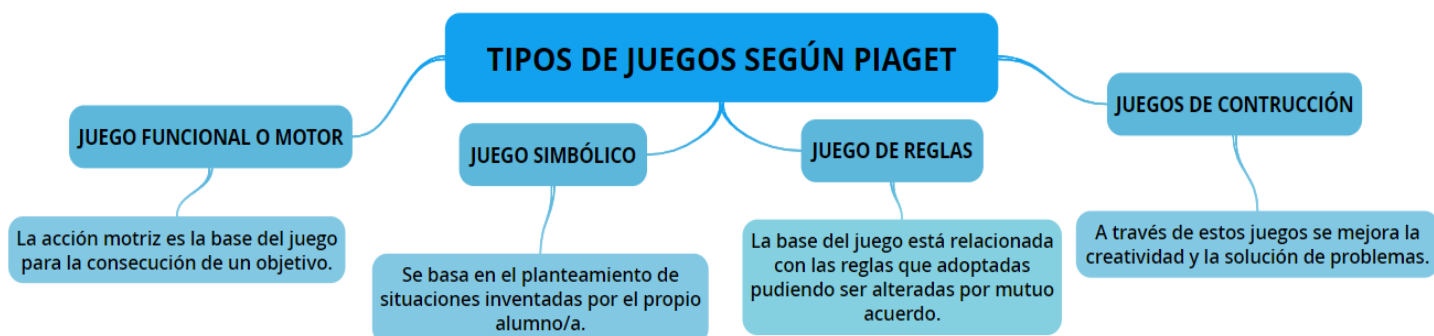 TIPOS DE JUEGOS SEGÚN PIAGET
JUEGO FUNCIONAL O MOTOR
La acción motriz es la base del juego
para la consecución de un objetivo.
JUEGO SIMBÓLICO
Se basa en el planteamiento de
situaciones inventadas por el propio
alumno/a.
JUEGO DE REGLAS
La base del juego está relacionada
con las reglas que adoptadas
pudiendo ser alteradas por mutuo
acuerdo.
JUEGOS DE CONTRUCCIÓN
A través de estos juegos se mejora la
creatividad y la solución de problemas.